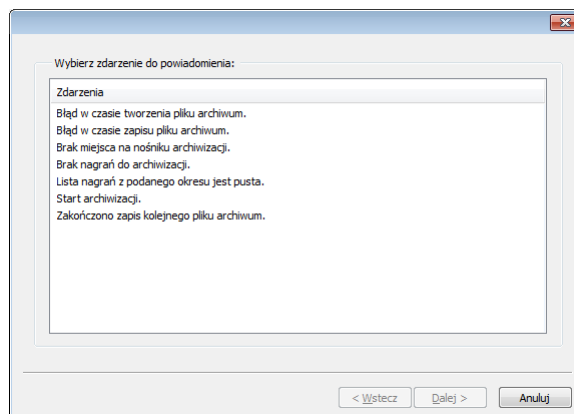 Wybierz zdarzenie do powiadomienia:
Zdarzenia
Błąd w czasie tworzenia pliku archiwum.
Błąd w czasie zapisu pliku archiwum.
Brak miejsca na nośniku archiwizacji.
Brak nagrań do archiwizacji.
Lista nagrań z podanego okresu jest pusta.
Start archiwizacji.
Zakończono zapis kolejnego pliku archiwum.
< Wstecz Dalej > Anuluj